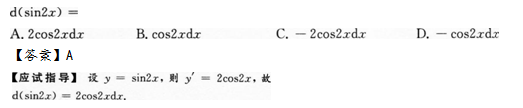 d(sin2x) =
A. 2cos2xdx B. cos2xdx C. − 2cos2xdx D. − cos2xdx
【答案】A
【应试指导】 设 y = sin2x, 则 y′ = 2cos2x, 故
d(sin2x) = 2cos2xdx.